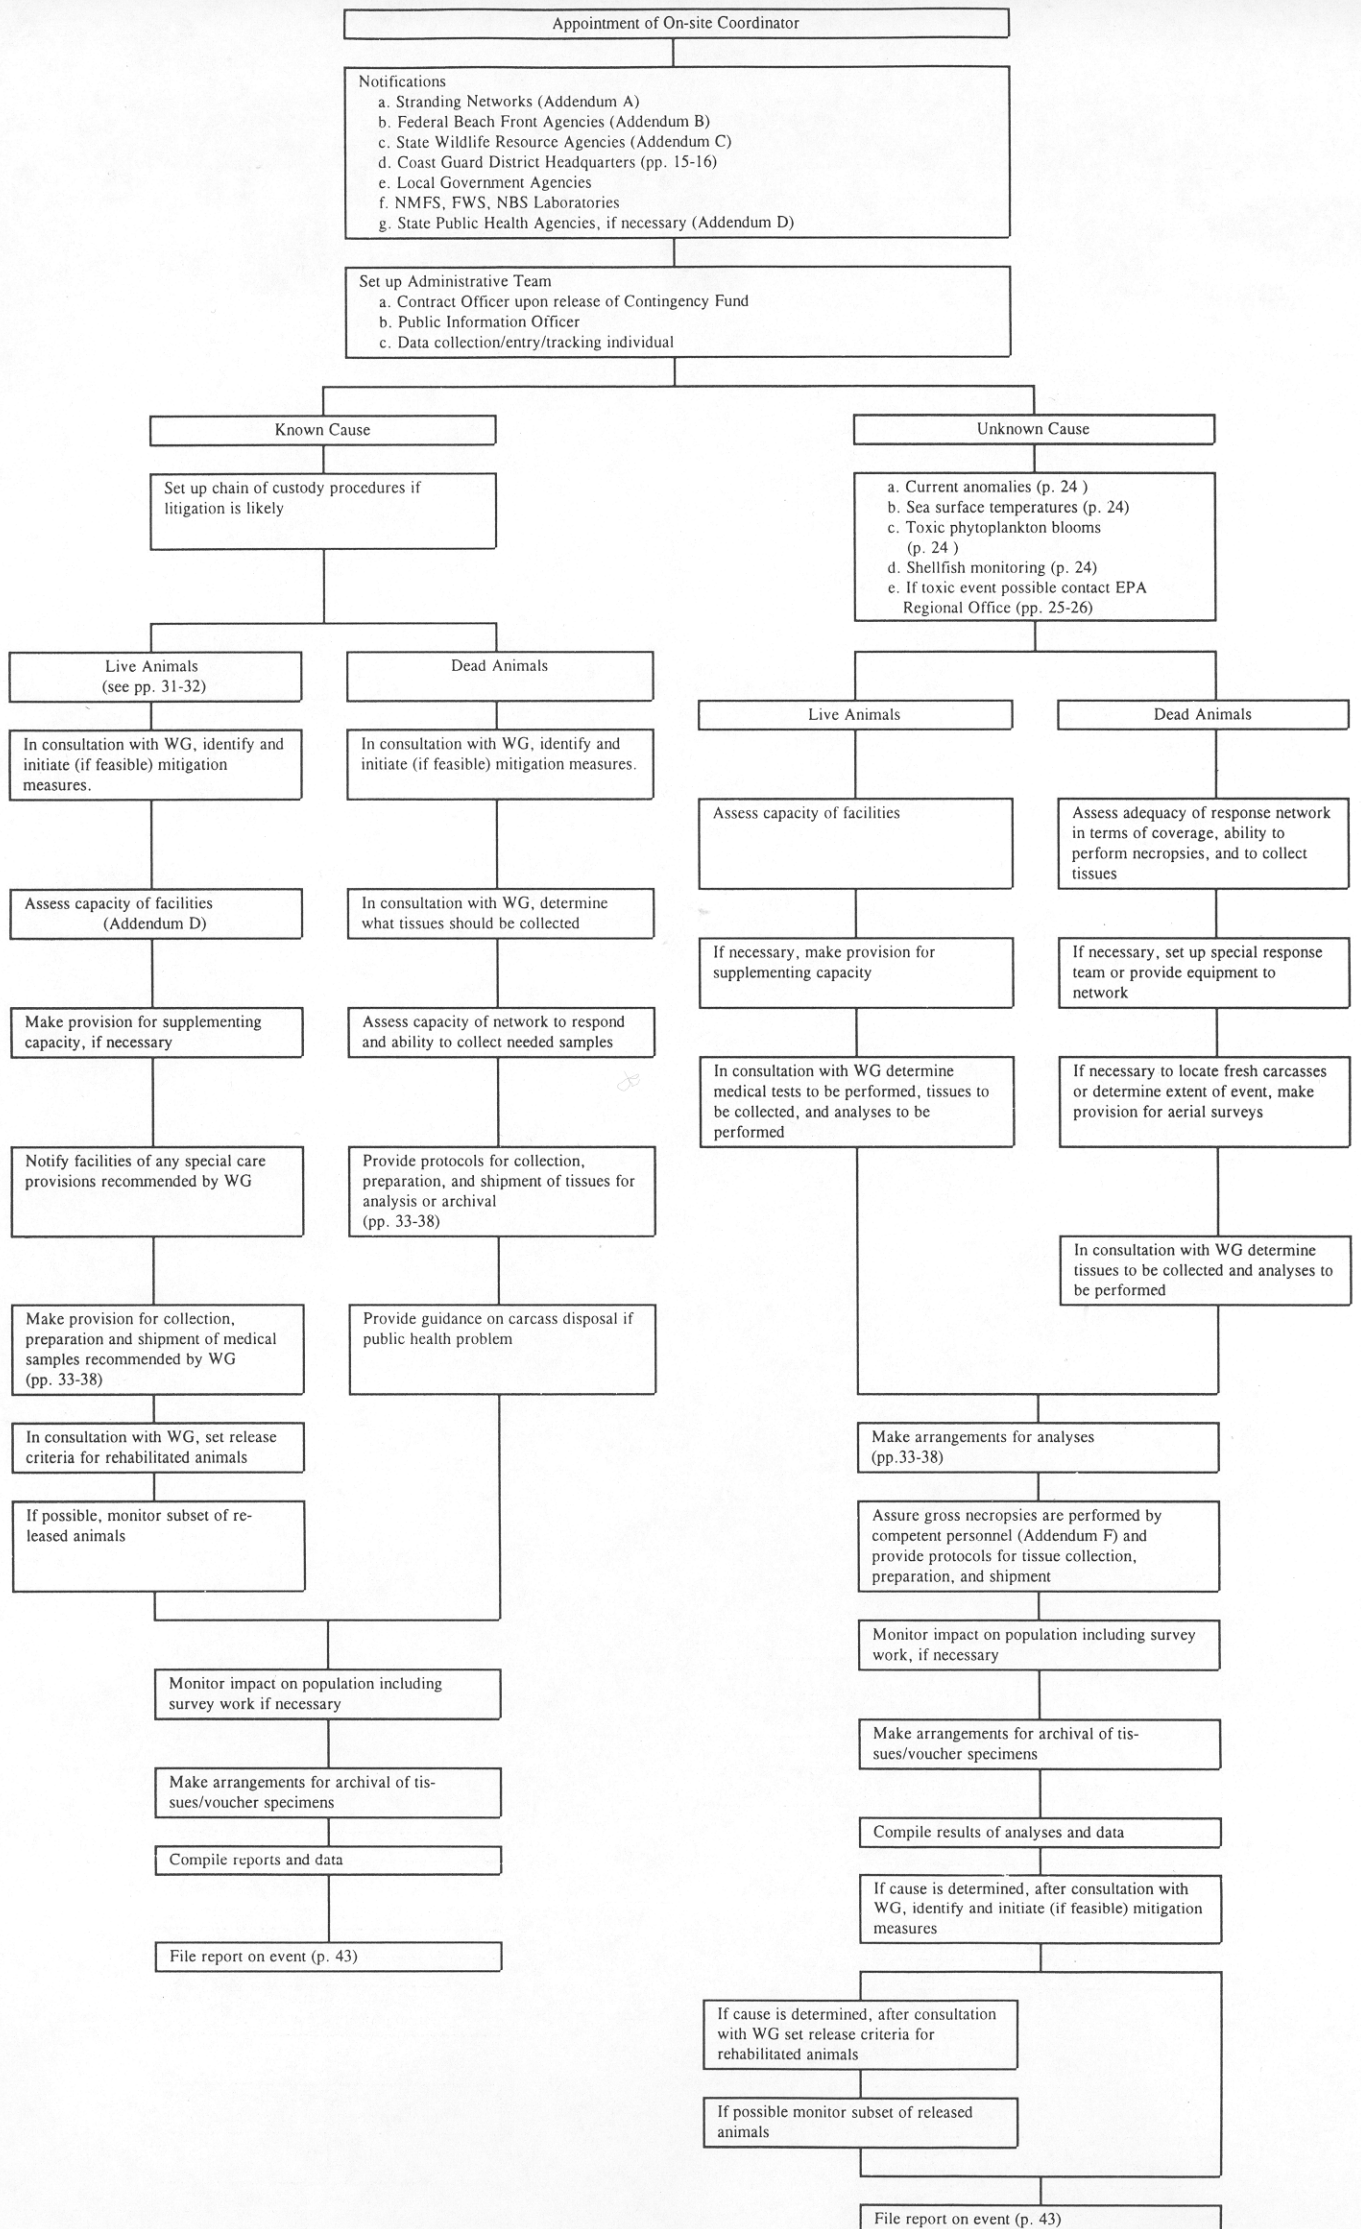 Appointment of On-site Coordinator
Notifications
a. Stranding Networks (Addendum A)
b. Federal Beach Front Agencies (Addendum B)
c. State Wildlife Resource Agencies (Addendum C)
d. Coast Guard District Headquarters (pp. 15-16)
e. Local Government Agencies
f. NMFS, FWS, NBS Laboratories
g. State Public Health Agencies, if necessary (Addendum D)
Set up Administrative Team
a. Contract Officer upon release of Contingency Fund
b. Public Information Officer
c. Data collection/entry/tracking individual
Known Cause
Set up chain of custody procedures if
litigation is likely
Live Animals
(see pp. 31-32)
In consultation with WG, identify and
initiate (if feasible) mitigation
measures.
Assess capacity of facilities
(Addendum D)
Make provision for supplementing
capacity, if necessary
Notify facilities of any special care
provisions recommended by WG
Make provision for collection,
preparation and shipment of medical
samples recommended by WG
(pp. 33-38)
In consultation with WG, set release
criteria for rehabilitated animals
If possible, monitor subset of re-
leased animals
Dead Animals
In consultation with WG, identify and
initiate (if feasible) mitigation measures.
In consultation with WG, determine
what tissues should be collected
Assess capacity of network to respond
and ability to collect needed samples
Provide protocols for collection,
preparation, and shipment of tissues for
analysis or archival
(pp. 33-38)
Provide guidance on carcass disposal if
public health problem
Monitor impact on population including
survey work if necessary
Make arrangements for archival of tis-
sues/voucher specimens
Compile reports and data
File report on event (p. 43)
Unknown Cause
a. Current anomalies (p. 24 )
b. Sea surface temperatures (p. 24)
c. Toxic phytoplankton blooms
(p. 24 )
d. Shellfish monitoring (p. 24)
e. If toxic event possible contact EPA
Regional Office (pp. 25-26)
Live Animals
Assess capacity of facilities
If necessary, make provision for
supplementing capacity
In consultation with WG determine
medical tests to be performed, tissues to
be collected, and analyses to be
performed
Dead Animals
Assess adequacy of response network
in terms of coverage, ability to
perform necropsies, and to collect
tissues
If necessary, set up special response
team or provide equipment to
network
If necessary to locate fresh carcasses
or determine extent of event, make
provision for aerial surveys
In consultation with WG determine
tissues to be collected and analyses to
be performed
Make arrangements for analyses
(pp.33-38)
Assure gross necropsies are performed by
competent personnel (Addendum F) and
provide protocols for tissue collection,
preparation, and shipment
Monitor impact on population including survey
work, if necessary
Make arrangements for archival of tis-
sues/voucher specimens
Compile results of analyses and data
If cause is determined, after consultation with
WG, identify and initiate (if feasible) mitigation
measures
If cause is determined, after consultation
with WG set release criteria for
rehabilitated animals
If possible monitor subset of released
animals
File report on event (p. 43)